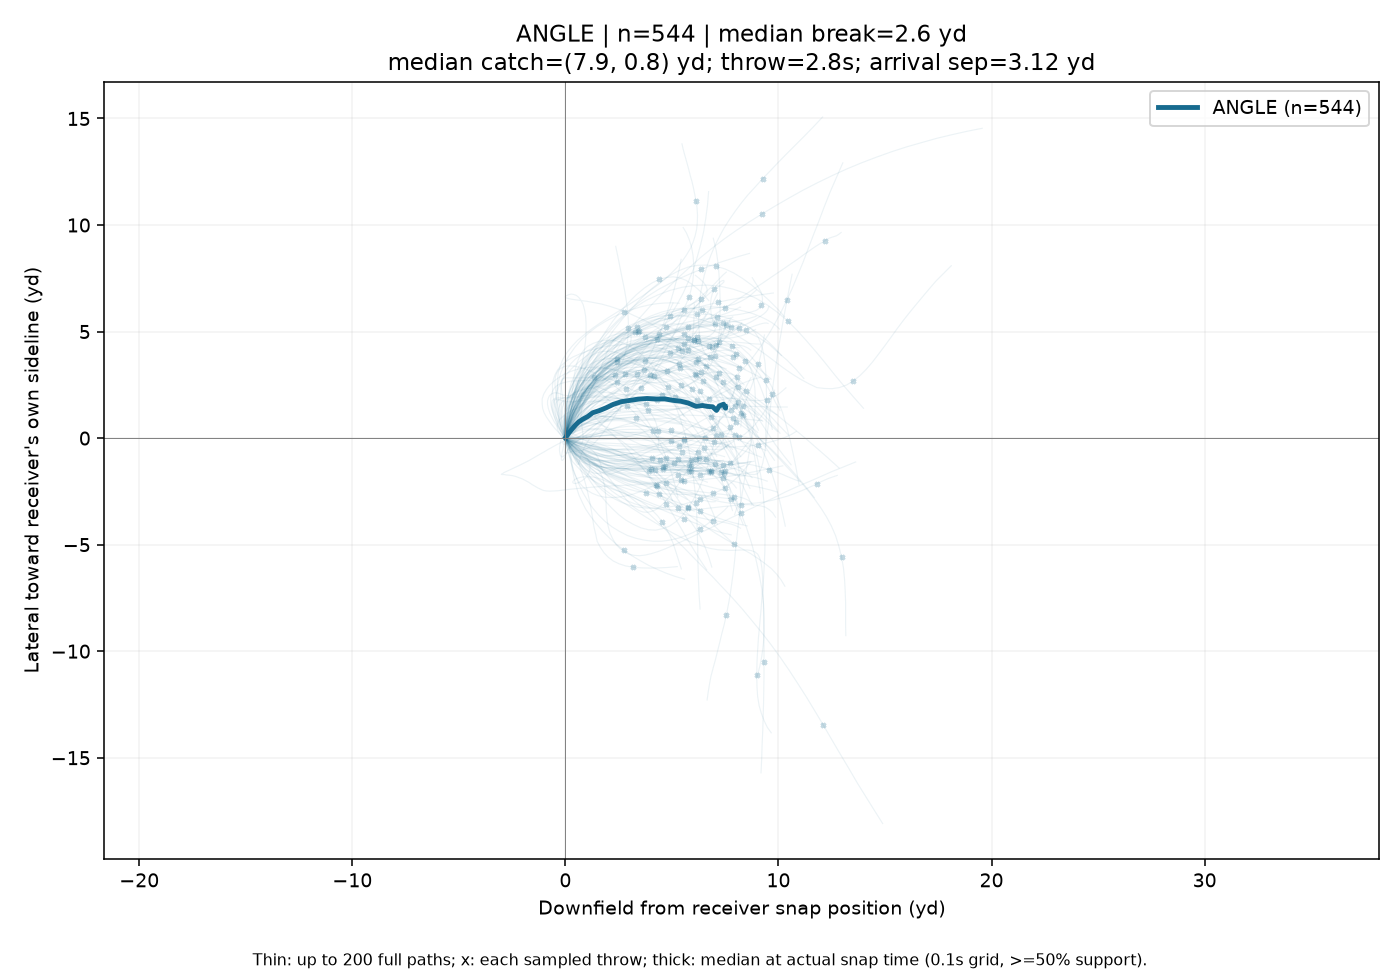 ANGLE | n=544 | median break=2.6 yd
median catch=(7.9, 0.8) yd; throw=2.8s; arrival sep=3.12 yd
ANGLE (n=544)
15
10
5
0
−5
−10
−15
Lateral toward receiver's own sideline (yd)
−20
−10
0
10
20
30
Downfield from receiver snap position (yd)
Thin: up to 200 full paths; x: each sampled throw; thick: median at actual snap time (0.1s grid, >=50% support).